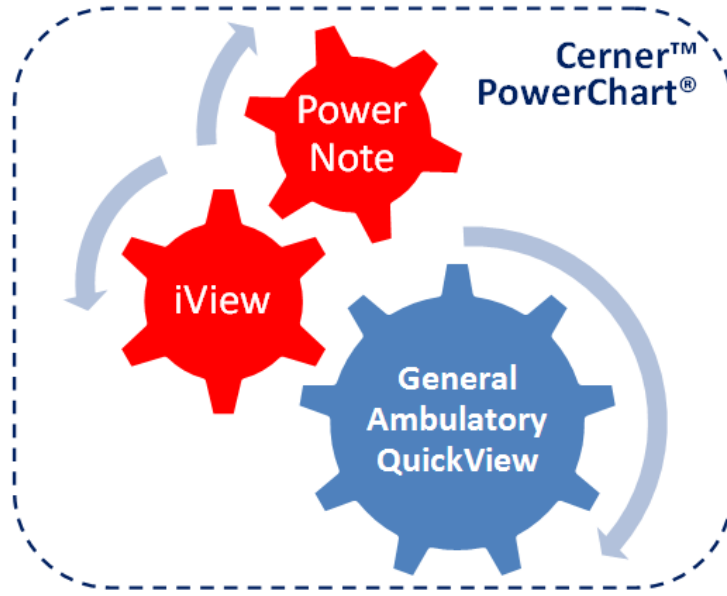 Cerner™
PowerChart®
Power
Note
iView
General
Ambulatory
QuickView